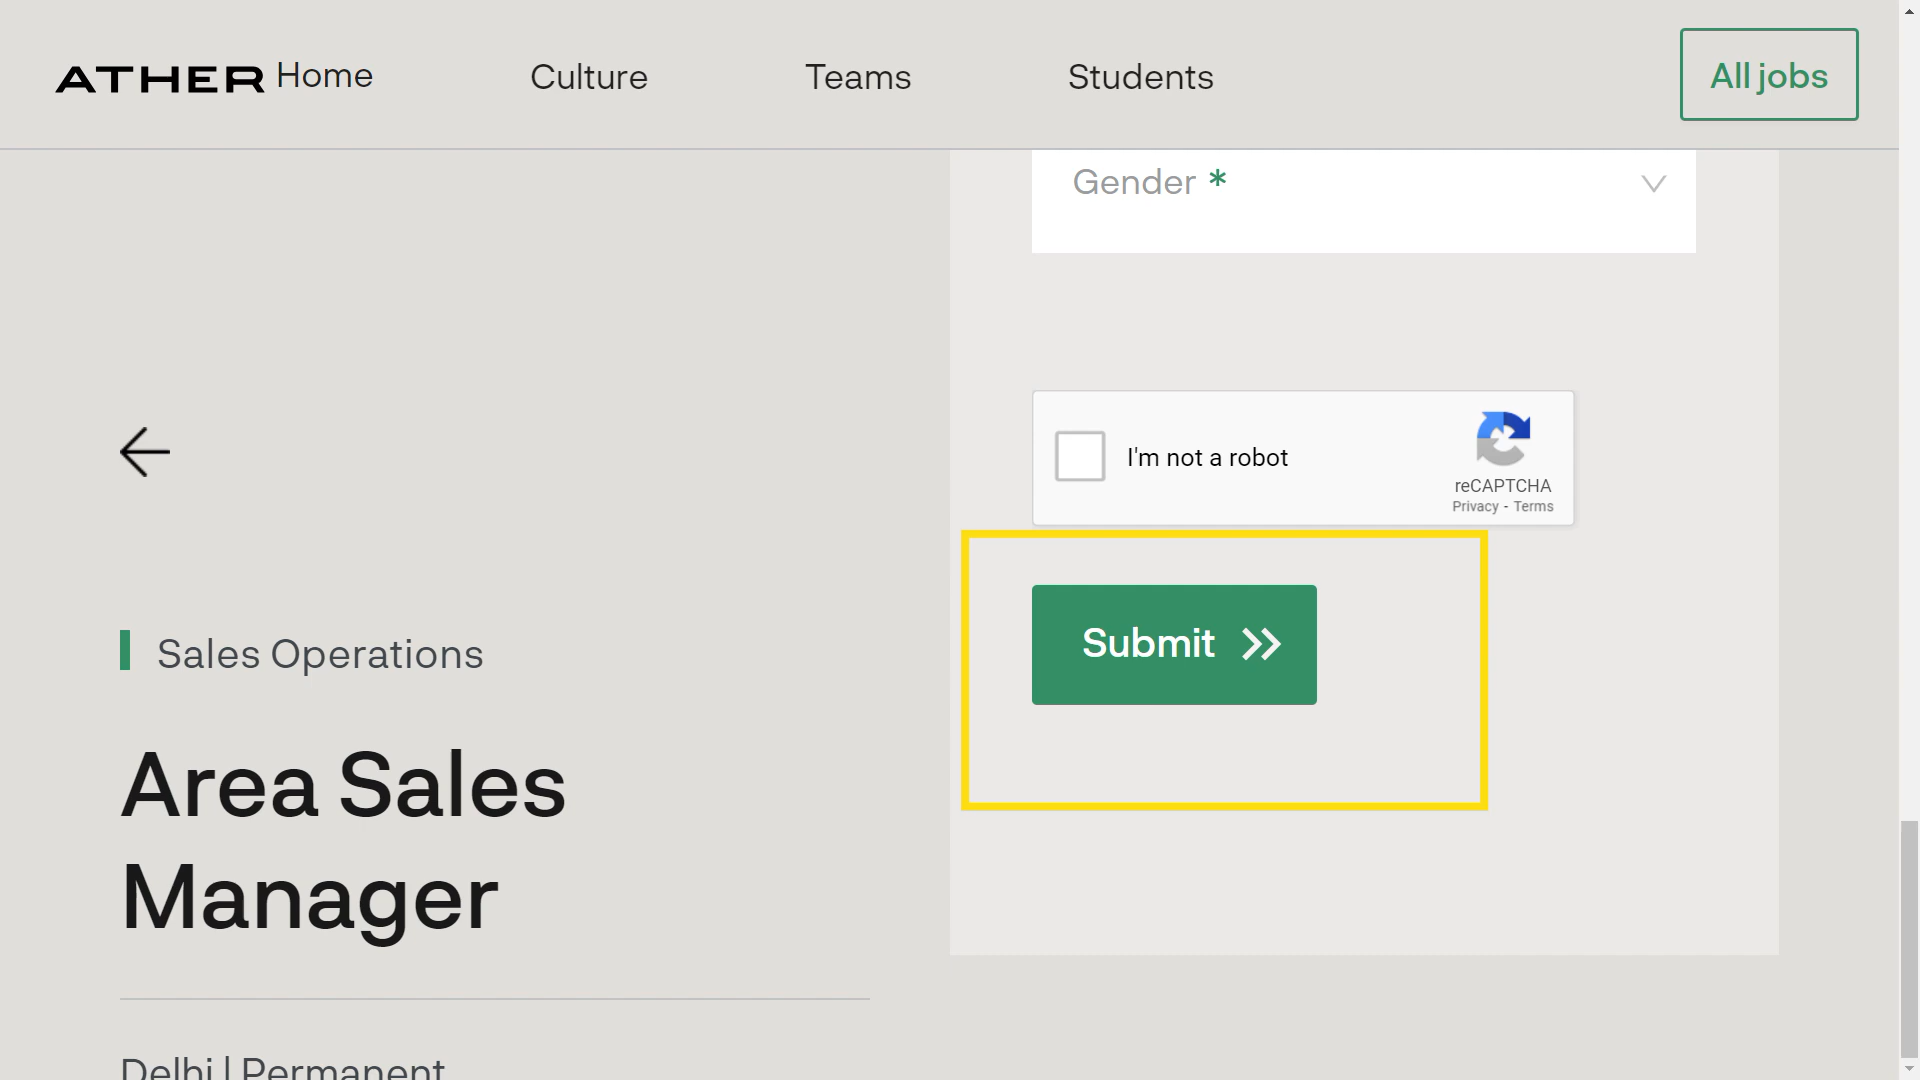 ATHER Home Culture Teams Students All jobs
Gender *
I'm not a robot
reCAPTCHA
Privacy - Terms
Submit
Sales Operations
Area Sales
Manager
Delhi | Permanent